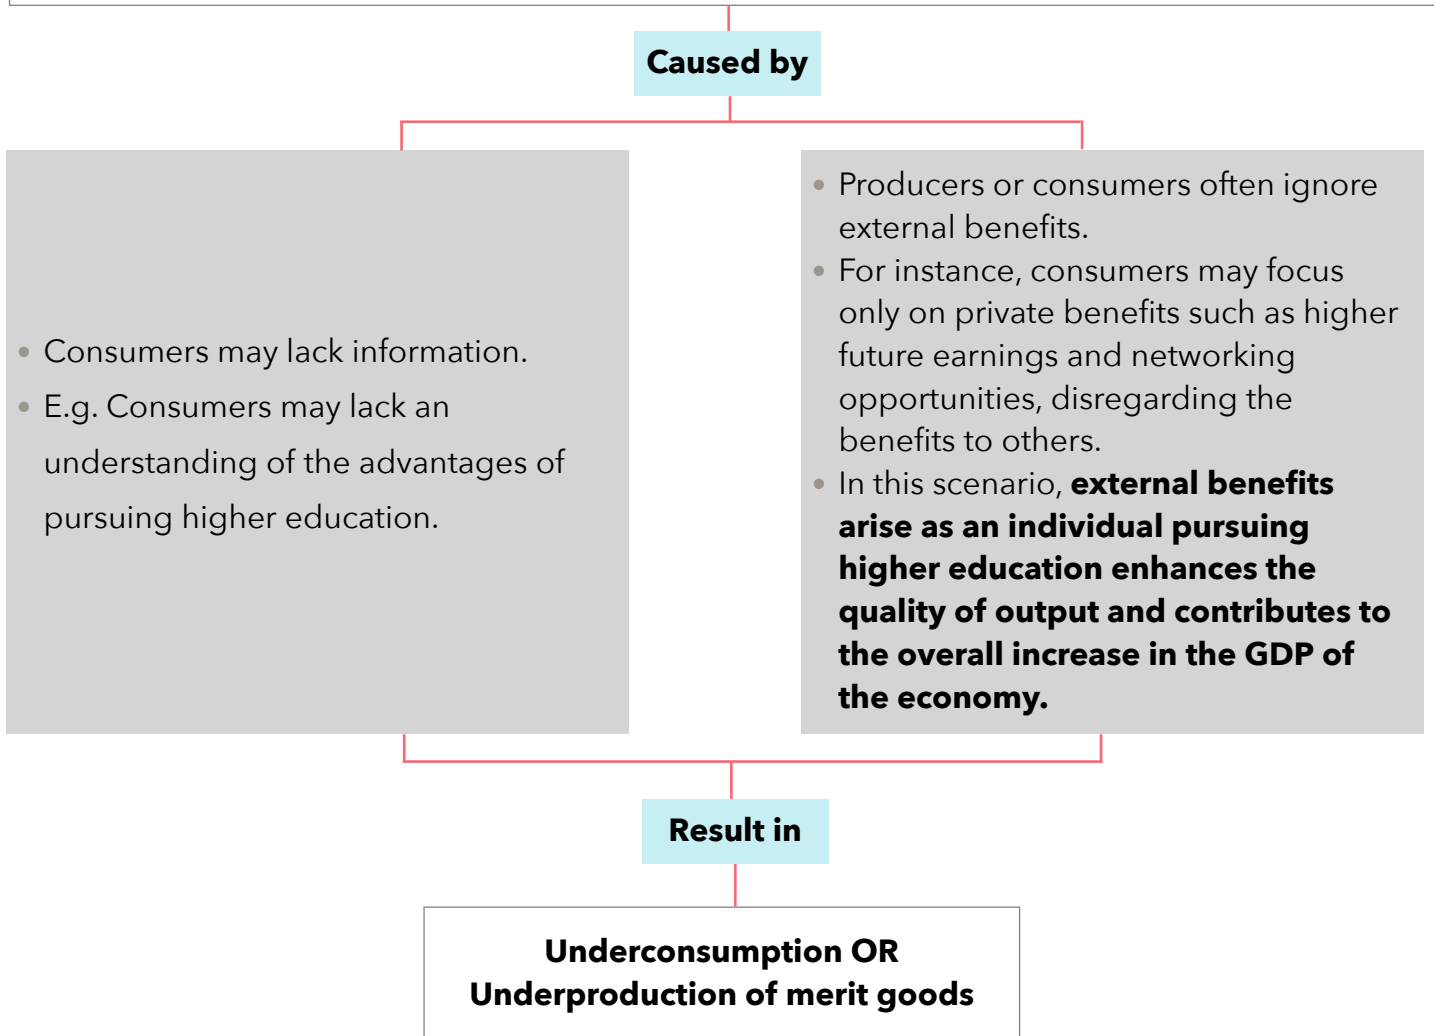 Caused by
• Consumers may lack information.
• E.g. Consumers may lack an
understanding of the advantages of
pursuing higher education.
• Producers or consumers often ignore
external benefits.
• For instance, consumers may focus
only on private benefits such as higher
future earnings and networking
opportunities, disregarding the
benefits to others.
• In this scenario, external benefits
arise as an individual pursuing
higher education enhances the
quality of output and contributes to
the overall increase in the GDP of
the economy.
Result in
Underconsumption OR
Underproduction of merit goods